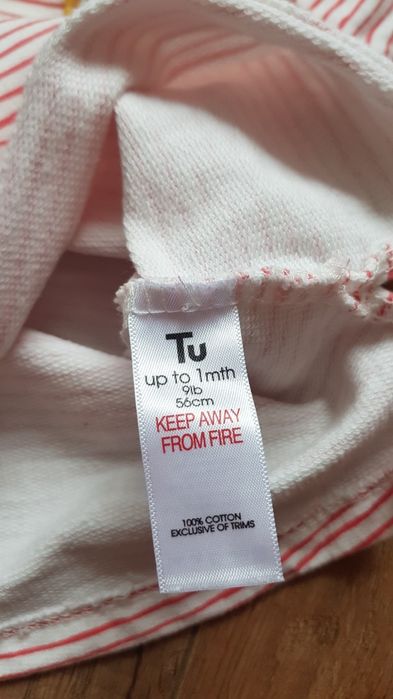 Tu
up to 1mth
9lb
56cm
KEEP AWAY
FROM FIRE
100% COTTON
EXCLUSIVE OF TRIMS